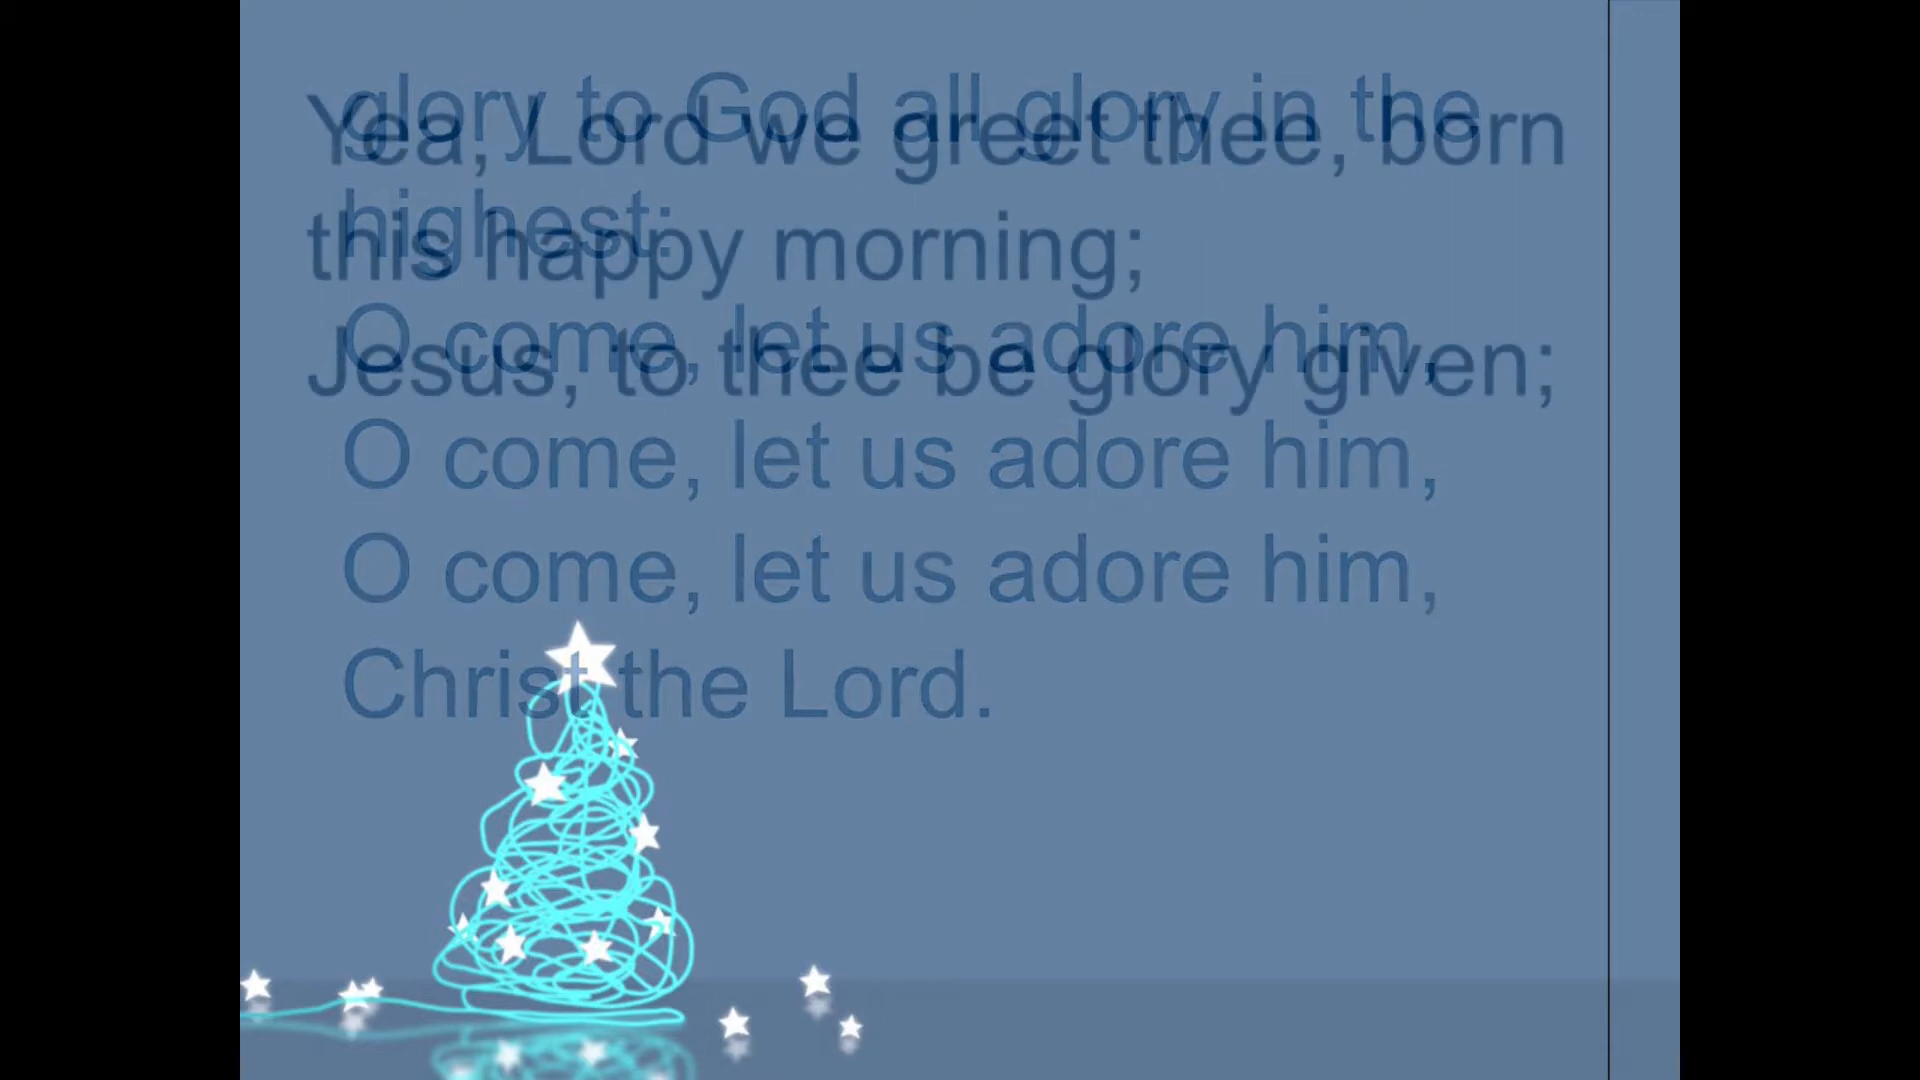 glory to God all glory in the
highest:
O come, let us adore him,
O come, let us adore him,
O come, let us adore him,
Christ the Lord.
Yea, Lord we greet thee, born
this happy morning;
Jesus, to thee be glory given;